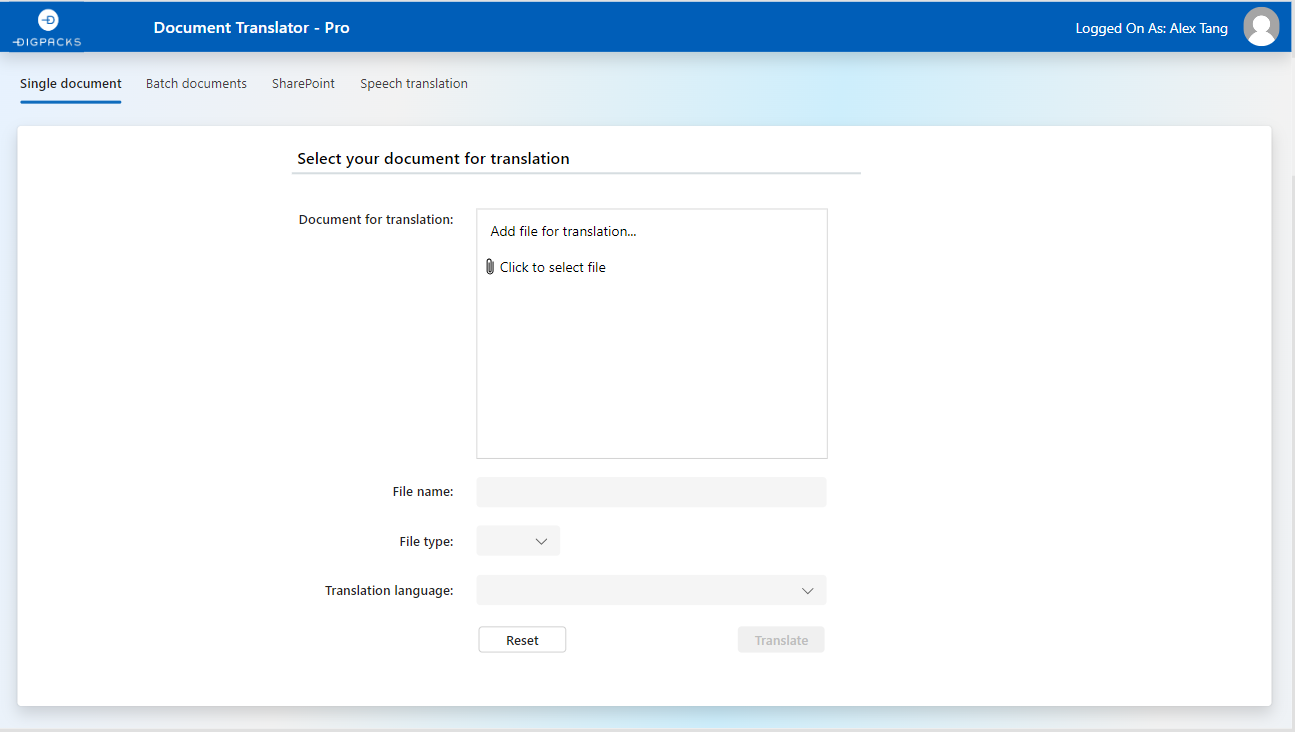 DIGPACKS
Document Translator - Pro
Logged On As: Alex Tang
Single document
Batch documents
SharePoint
Speech translation
Select your document for translation
Document for translation:
Add file for translation...
Click to select file
File name:
File type:
Translation language:
Reset
Translate